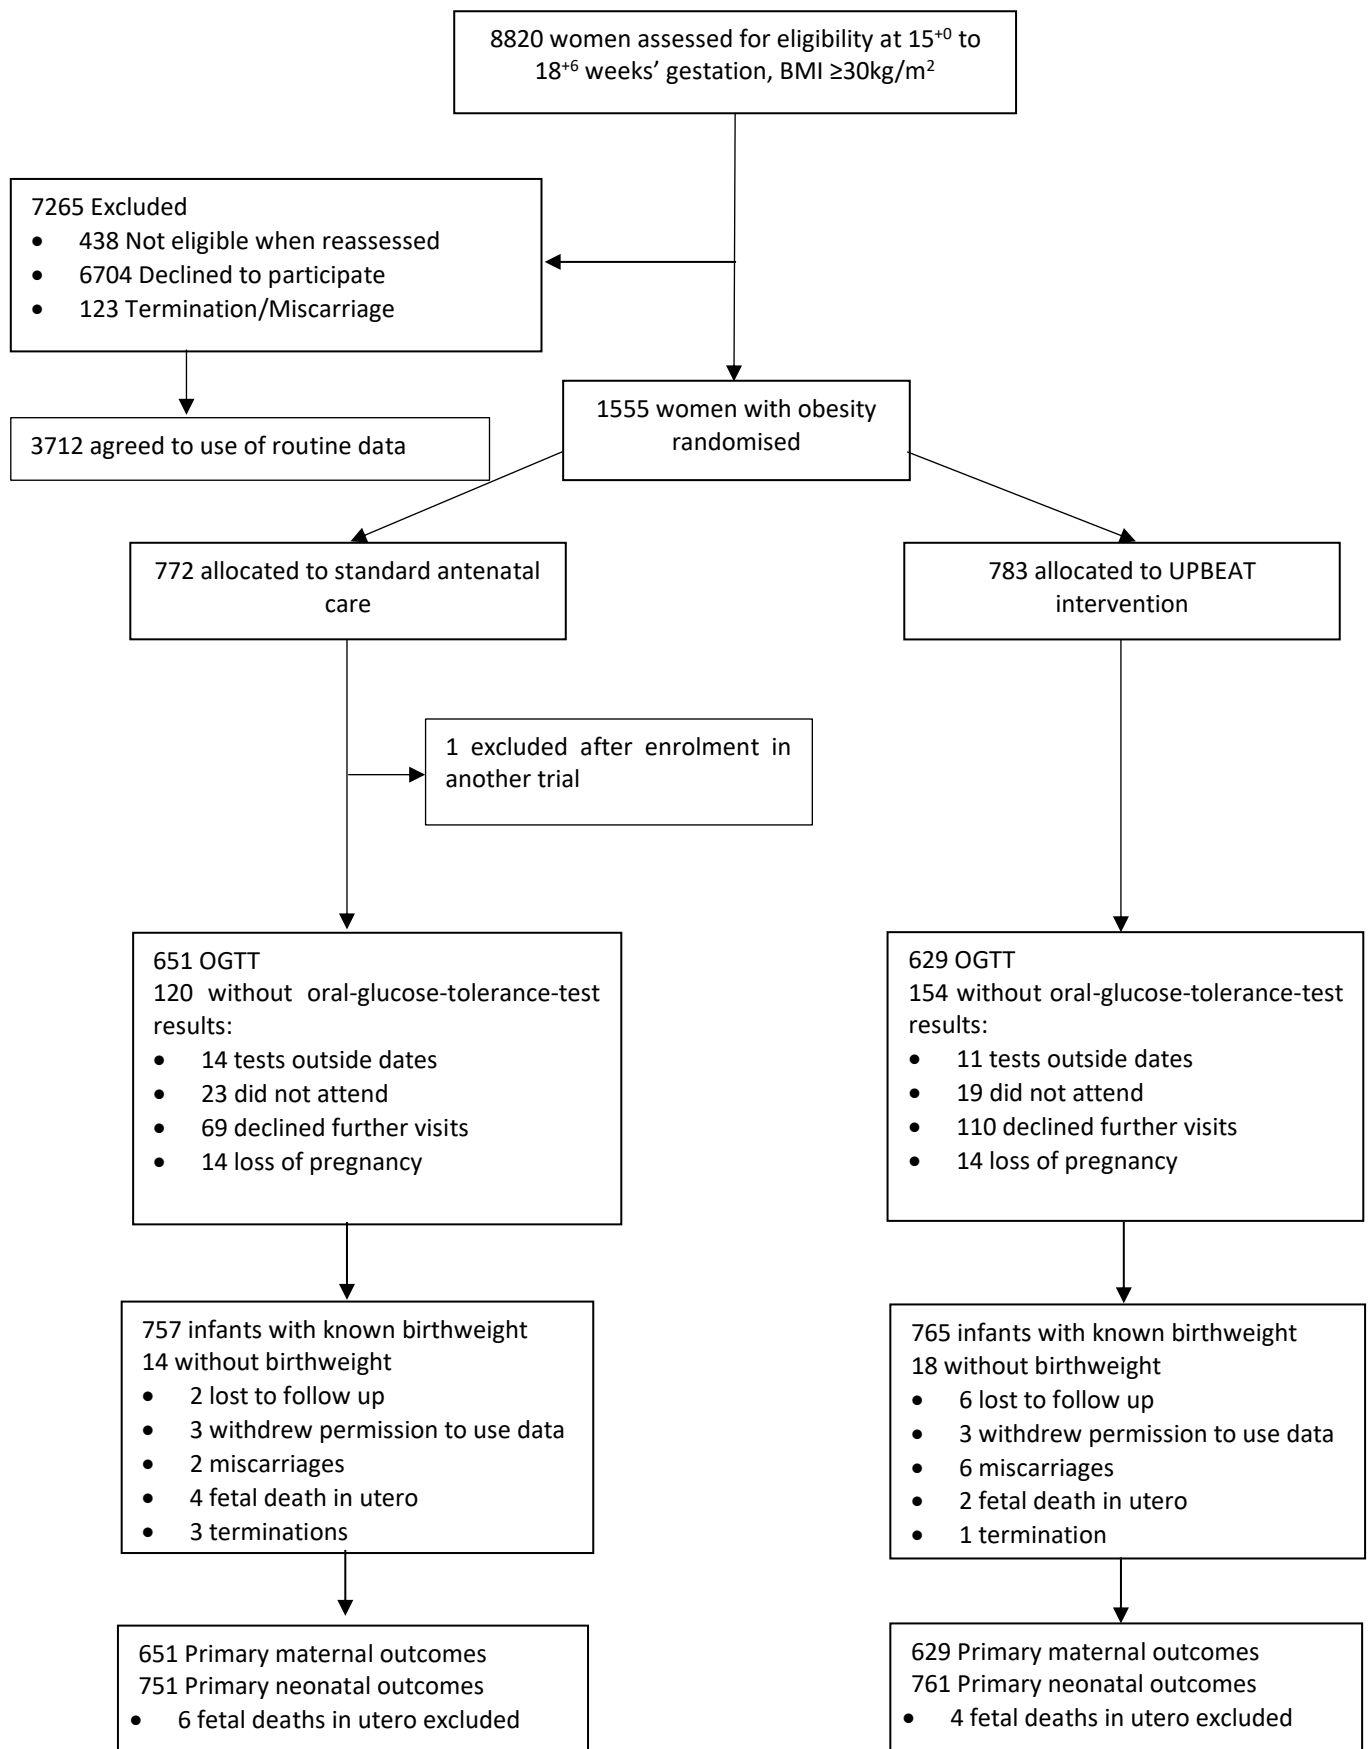 8820 women assessed for eligibility at 15⁺⁰ to
18⁺⁶ weeks’ gestation, BMI ≥30kg/m²
7265 Excluded
• 438 Not eligible when reassessed
• 6704 Declined to participate
• 123 Termination/Miscarriage
3712 agreed to use of routine data
1555 women with obesity
randomised
772 allocated to standard antenatal
care
783 allocated to UPBEAT
intervention
1 excluded after enrolment in
another trial
651 OGTT
120 without oral-glucose-tolerance-test
results:
• 14 tests outside dates
• 23 did not attend
• 69 declined further visits
• 14 loss of pregnancy
629 OGTT
154 without oral-glucose-tolerance-test
results:
• 11 tests outside dates
• 19 did not attend
• 110 declined further visits
• 14 loss of pregnancy
757 infants with known birthweight
14 without birthweight
• 2 lost to follow up
• 3 withdrew permission to use data
• 2 miscarriages
• 4 fetal death in utero
• 3 terminations
765 infants with known birthweight
18 without birthweight
• 6 lost to follow up
• 3 withdrew permission to use data
• 6 miscarriages
• 2 fetal death in utero
• 1 termination
651 Primary maternal outcomes
751 Primary neonatal outcomes
• 6 fetal deaths in utero excluded
629 Primary maternal outcomes
761 Primary neonatal outcomes
• 4 fetal deaths in utero excluded